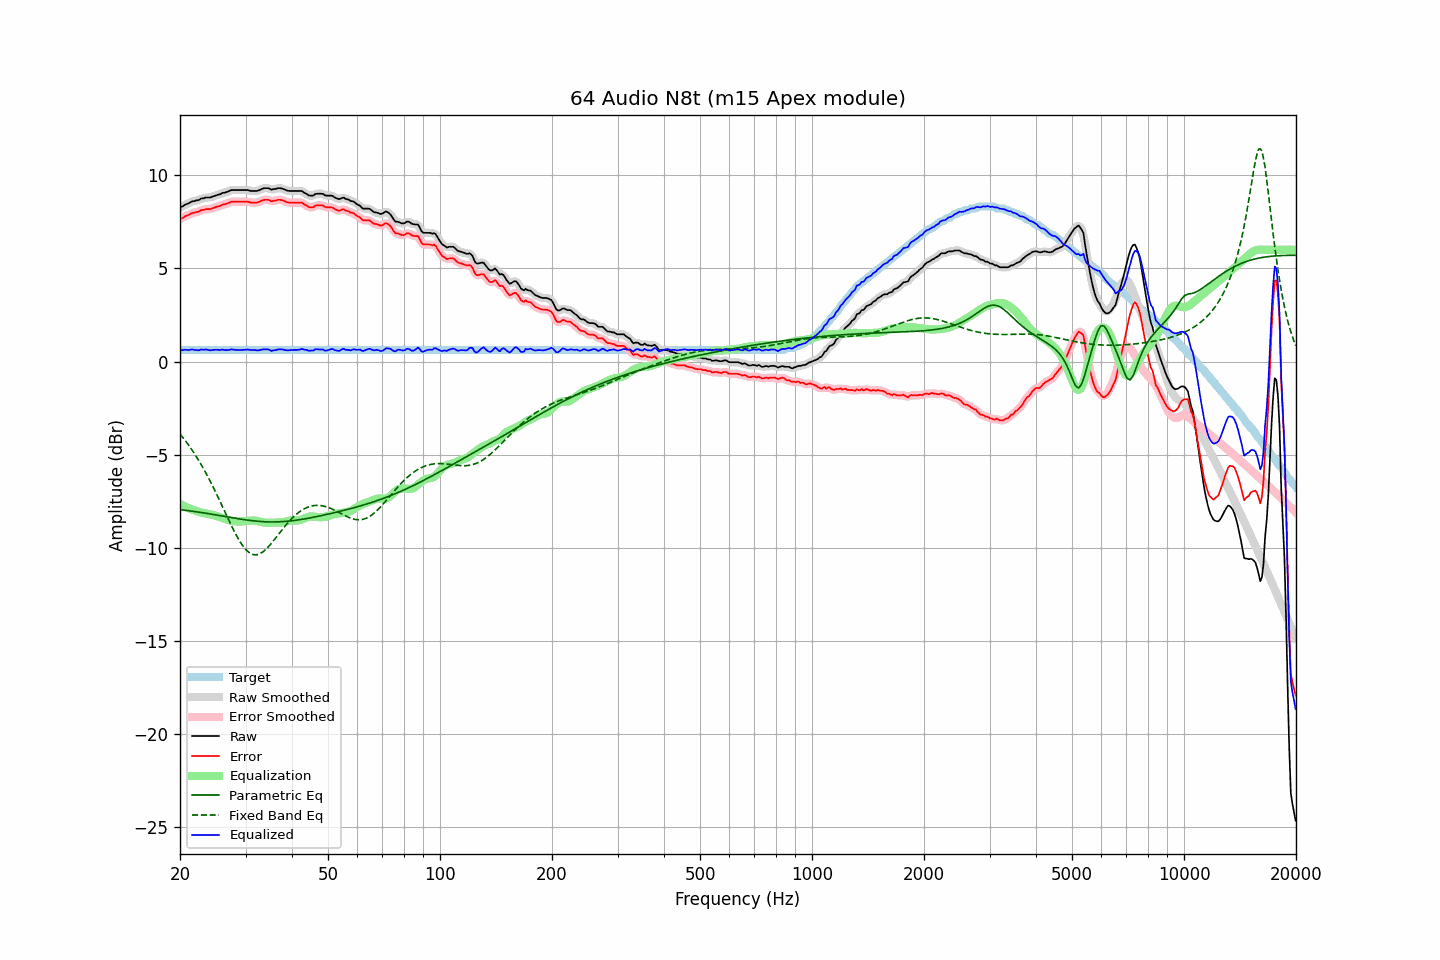 64 Audio N8t (m15 Apex module)
10
5
0
−5
−10
−15
−20
−25
Amplitude (dBr)
Target
Raw Smoothed
Error Smoothed
Raw
Error
Equalization
Parametric Eq
Fixed Band Eq
Equalized
20 50 100 200 500 1000 2000 5000 10000 20000
Frequency (Hz)